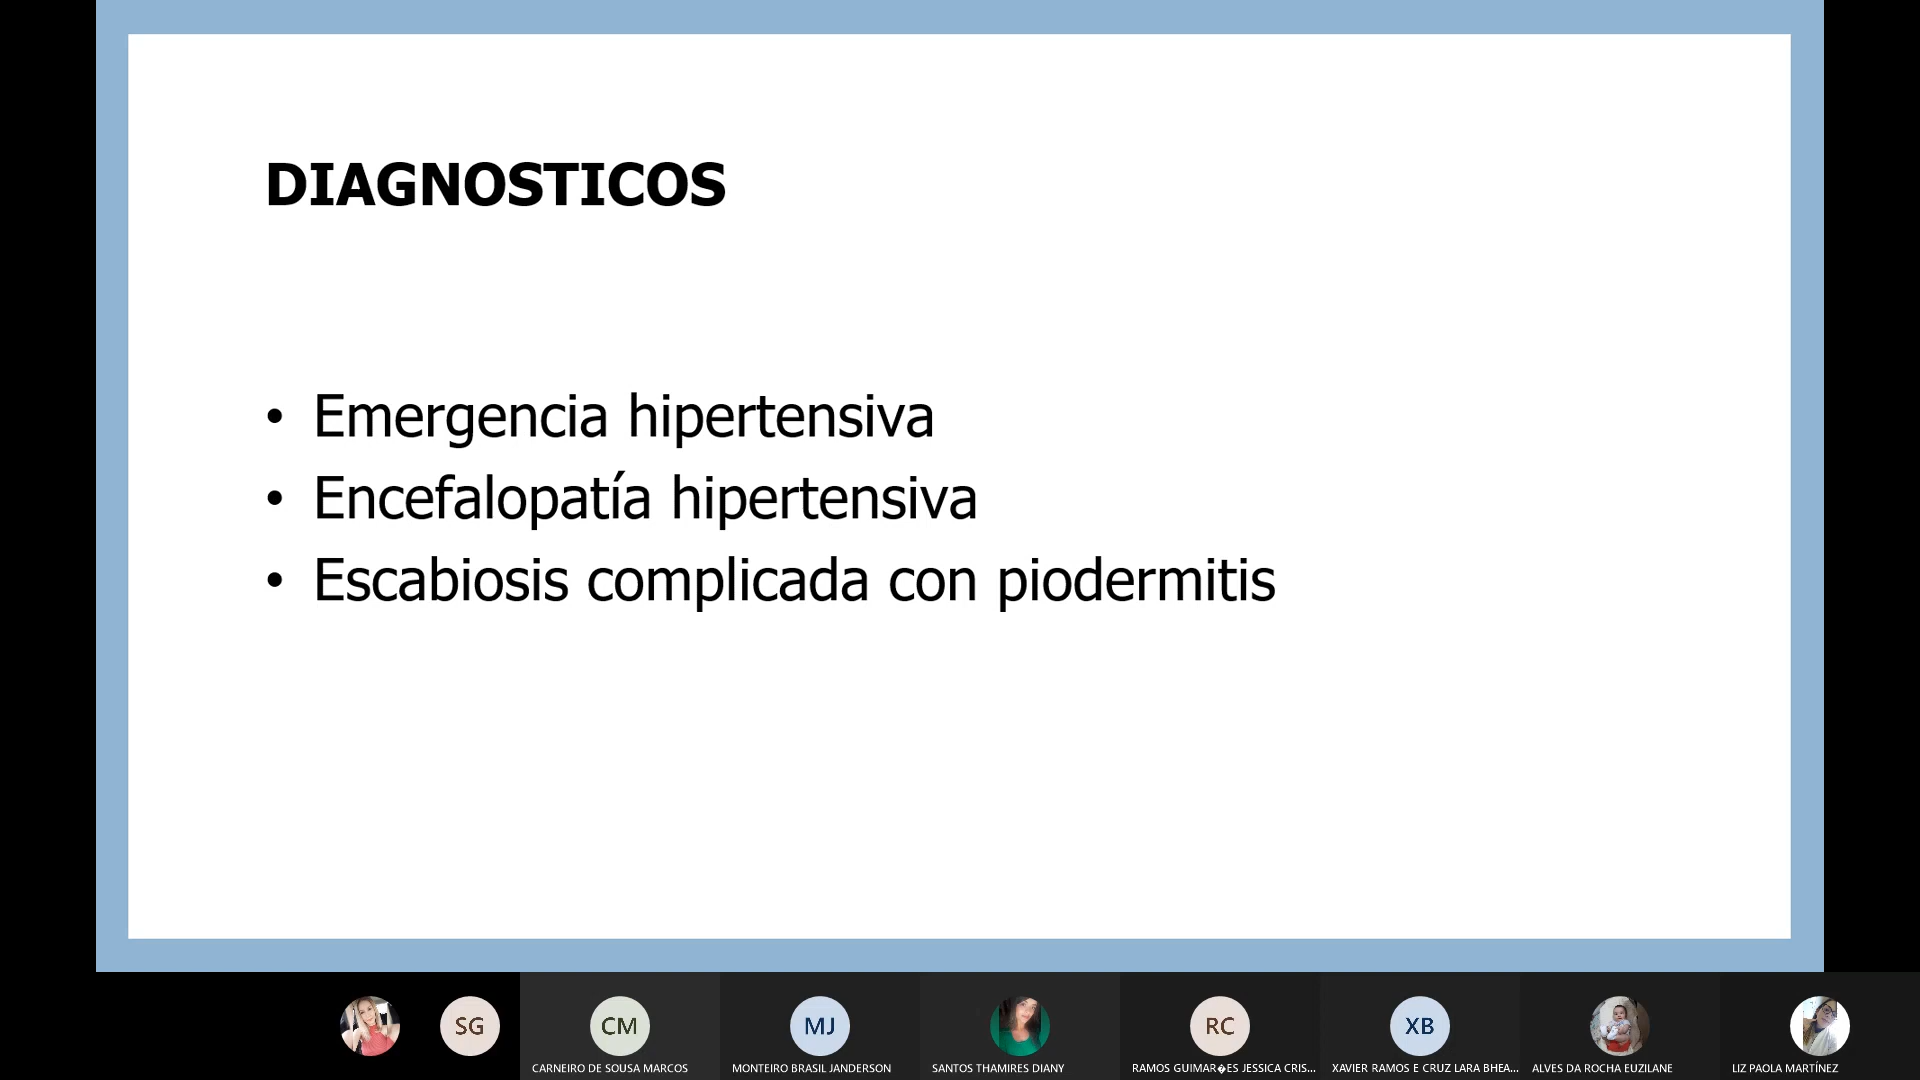 DIAGNOSTICOS
• Emergencia hipertensiva
• Encefalopatía hipertensiva
• Escabiosis complicada con piodermitis
SG
CM
MJ
RC
XB
CARNEIRO DE SOUSA MARCOS
MONTEIRO BRASIL JANDERSON
SANTOS THAMIRES DIANY
RAMOS GUIMAR�ES JESSICA CRIS...
XAVIER RAMOS E CRUZ LARA BHEA...
ALVES DA ROCHA EUZILANE
LIZ PAOLA MARTÍNEZ